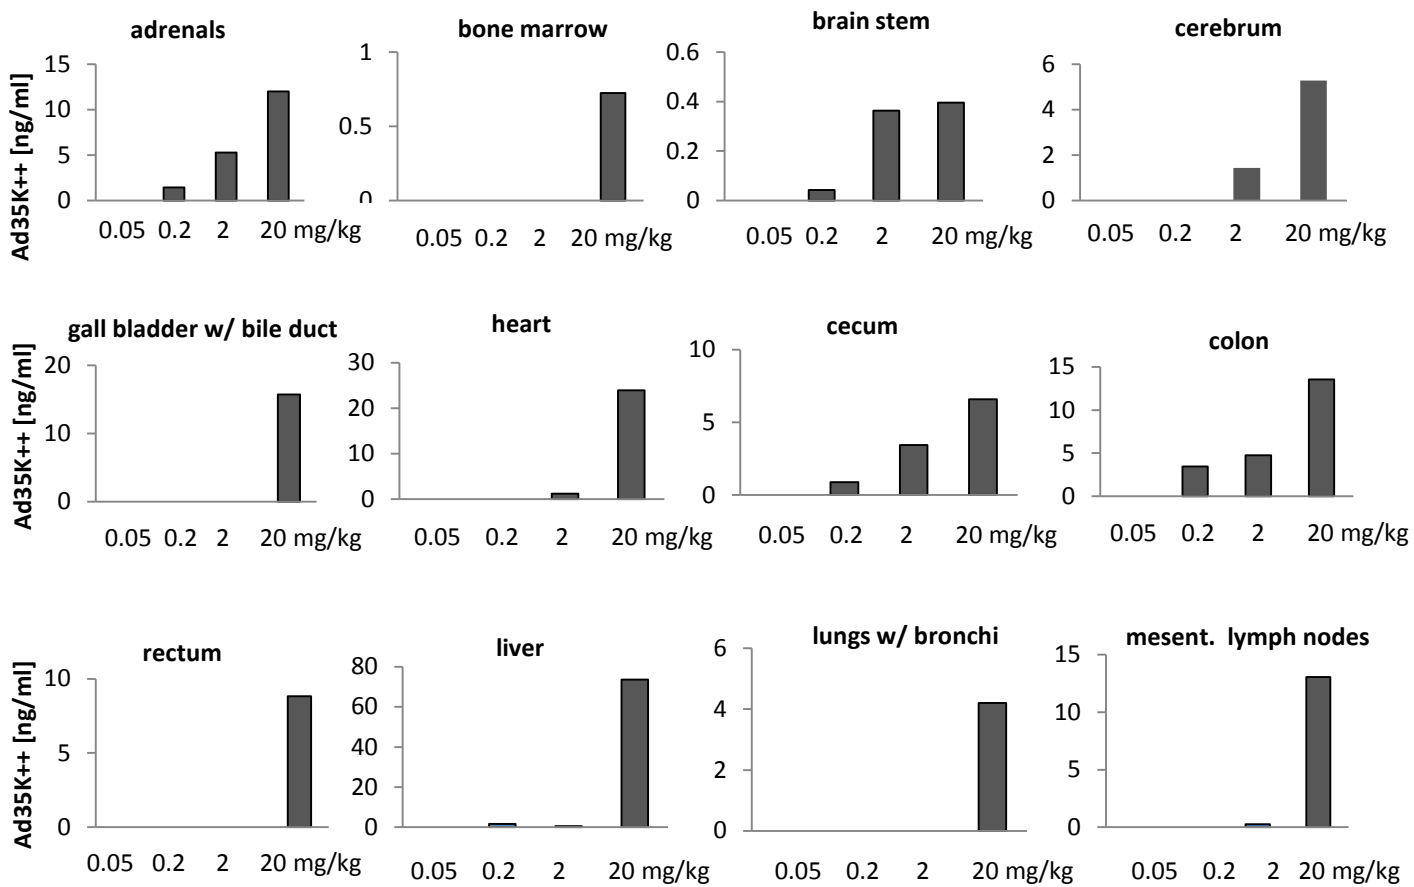 adrenals
bone marrow
brain stem
cerebrum
Ad35K++ [ng/ml]
15
10
5
0
0.05 0.2 2 20 mg/kg
1
0.5
0
0.05 0.2 2 20 mg/kg
0.6
0.4
0.2
0
0.05 0.2 2 20 mg/kg
6
4
2
0
0.05 0.2 2 20 mg/kg
gall bladder w/ bile duct
heart
cecum
colon
Ad35K++ [ng/ml]
20
10
0
0.05 0.2 2 20 mg/kg
30
20
10
0
0.05 0.2 2 20 mg/kg
10
5
0
0.05 0.2 2 20 mg/kg
15
10
5
0
0.05 0.2 2 20 mg/kg
rectum
liver
lungs w/ bronchi
mesent. lymph nodes
Ad35K++ [ng/ml]
10
5
0
0.05 0.2 2 20 mg/kg
80
60
40
20
0
0.05 0.2 2 20 mg/kg
6
4
2
0
0.05 0.2 2 20 mg/kg
15
10
5
0
0.05 0.2 2 20 mg/kg